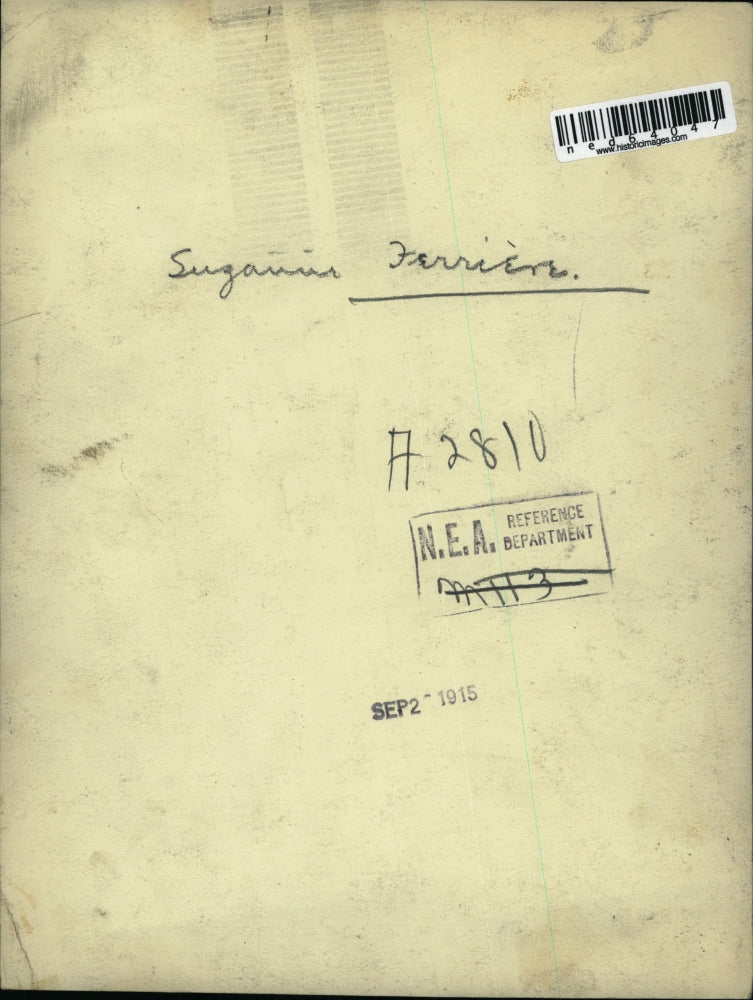 ned64047
www.historicimages.com
Suzanne Ferrière.
A 2810
N.E.A. REFERENCE DEPARTMENT
SEP 2 - 1915